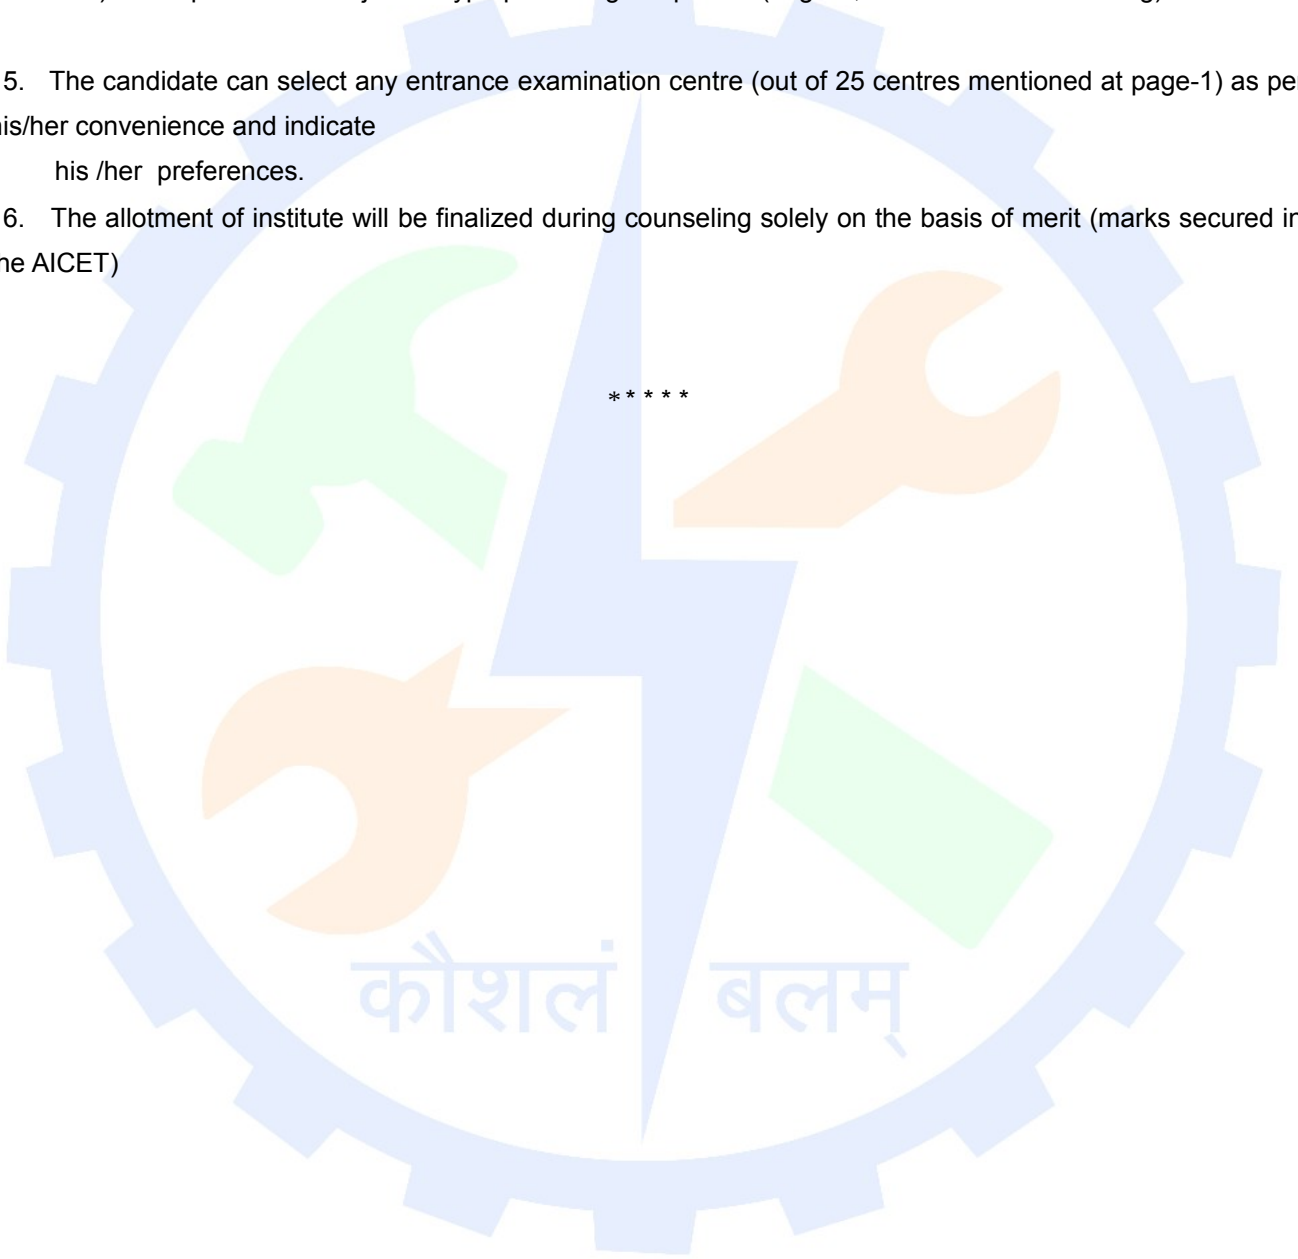 5. The candidate can select any entrance examination centre (out of 25 centres mentioned at page-1) as per
his/her convenience and indicate
his /her preferences.
6. The allotment of institute will be finalized during counseling solely on the basis of merit (marks secured in
the AICET)
* * * * *
कौशलं बलम्